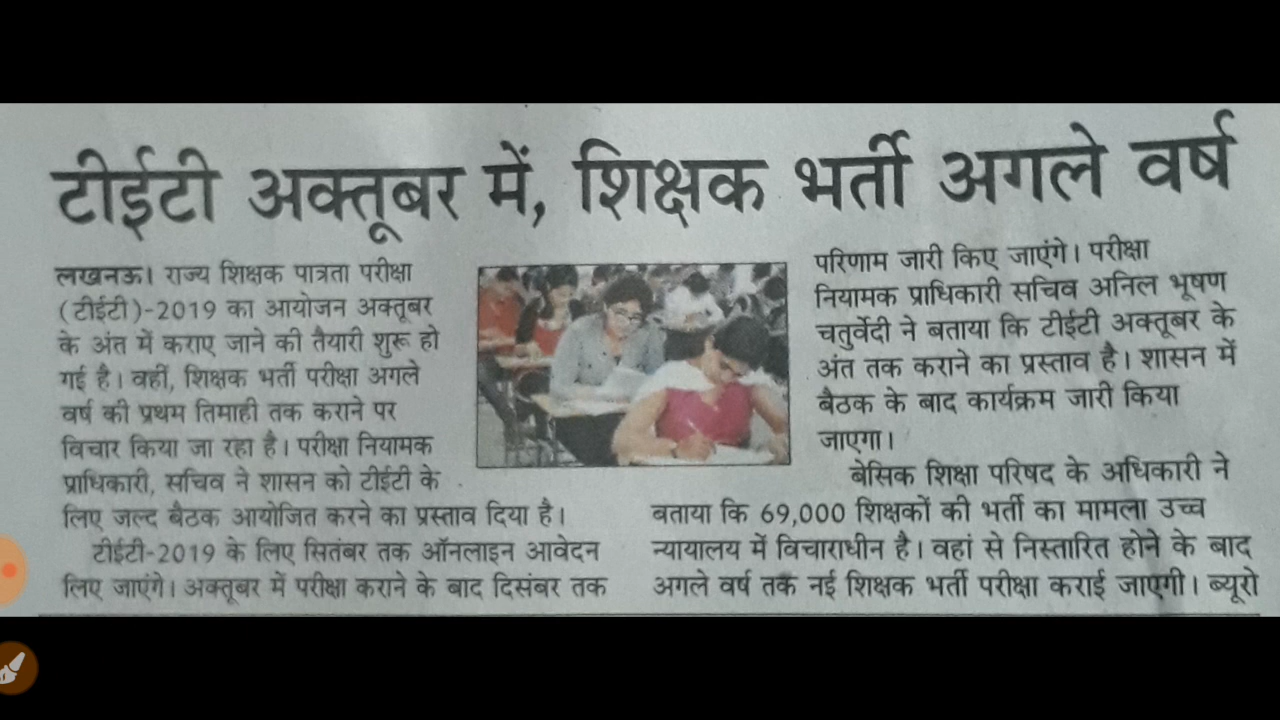 टीईटी अक्तूबर में, शिक्षक भर्ती अगले वर्ष
लखनऊ। राज्य शिक्षक पात्रता परीक्षा
(टीईटी)-2019 का आयोजन अक्तूबर
के अंत में कराए जाने की तैयारी शुरू हो
गई है। वहीं, शिक्षक भर्ती परीक्षा अगले
वर्ष की प्रथम तिमाही तक कराने पर
विचार किया जा रहा है। परीक्षा नियामक
प्राधिकारी, सचिव ने शासन को टीईटी के
लिए जल्द बैठक आयोजित करने का प्रस्ताव दिया है।
टीईटी-2019 के लिए सितंबर तक ऑनलाइन आवेदन
लिए जाएंगे। अक्तूबर में परीक्षा कराने के बाद दिसंबर तक
परिणाम जारी किए जाएंगे। परीक्षा
नियामक प्राधिकारी सचिव अनिल भूषण
चतुर्वेदी ने बताया कि टीईटी अक्तूबर के
अंत तक कराने का प्रस्ताव है। शासन में
बैठक के बाद कार्यक्रम जारी किया
जाएगा।
बेसिक शिक्षा परिषद के अधिकारी ने
बताया कि 69,000 शिक्षकों की भर्ती का मामला उच्च
न्यायालय में विचाराधीन है। वहां से निस्तारित होने के बाद
अगले वर्ष तक नई शिक्षक भर्ती परीक्षा कराई जाएगी। ब्यूरो